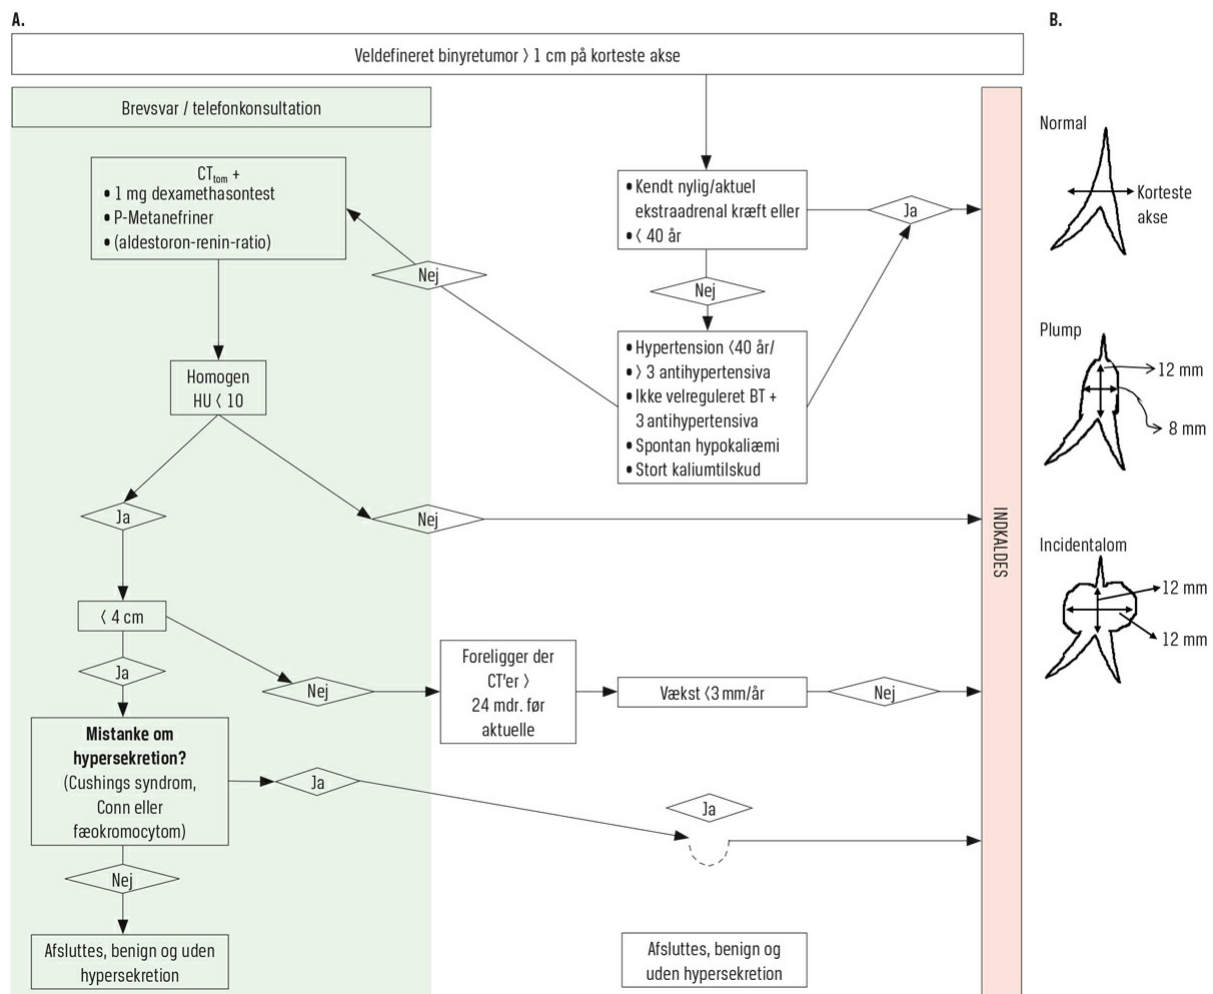 A.
Veldefineret binyretumor > 1 cm på korteste akse
Brevsvar / telefonkonsultation
CTtom +
• 1 mg dexamethasontest
• P-Metanefriner
• (aldestoron-renin-ratio)
• Kendt nylig/aktuel
ekstraadrenal kræft eller
• < 40 år
Ja
Nej
Nej
• Hypertension <40 år/
• > 3 antihypertensiva
• Ikke velreguleret BT +
3 antihypertensiva
• Spontan hypokaliæmi
• Stort kaliumtilskud
Homogen
HU < 10
Ja
Nej
INDKALDES
< 4 cm
Ja
Nej
Foreligger der
CT'er >
24 mdr. før
aktuelle
Vækst <3 mm/år
Nej
Mistanke om
hypersekretion?
(Cushings syndrom,
Conn eller
fæokromocytom)
Ja
Ja
Nej
Afsluttes, benign og uden
hypersekretion
Afsluttes, benign og
uden hypersekretion
B.
Normal
Korteste
akse
Plump
12 mm
8 mm
Incidentalom
12 mm
12 mm